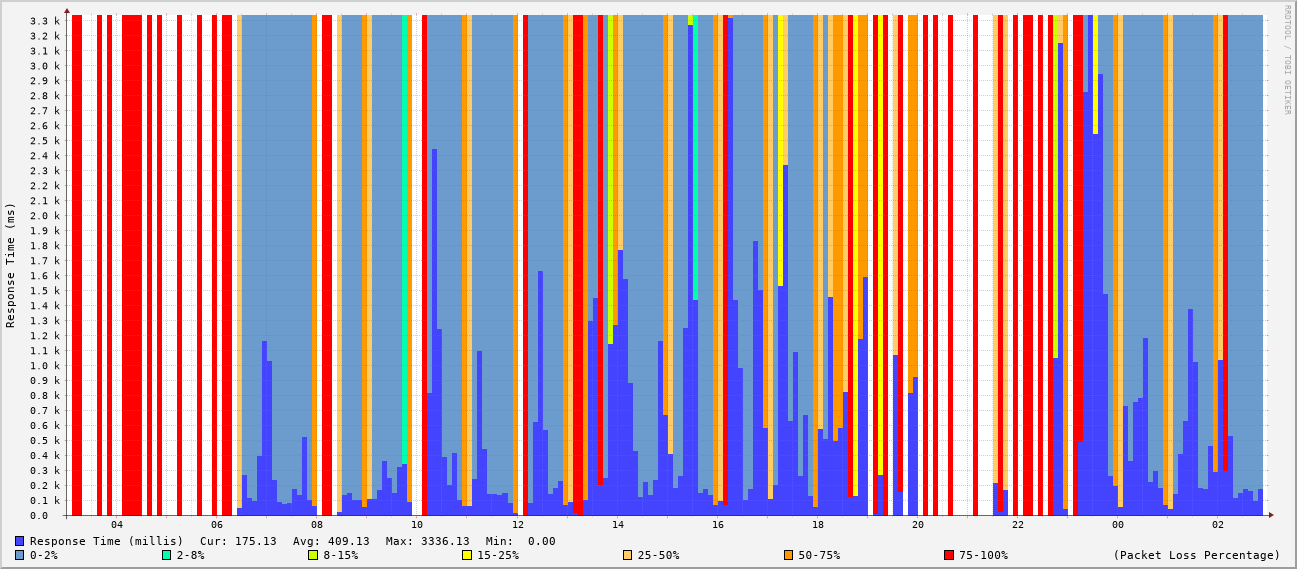 RRDTOOL / TOBI OETIKER
Response Time (ms)
3.3 k
3.2 k
3.1 k
3.0 k
2.9 k
2.8 k
2.7 k
2.6 k
2.5 k
2.4 k
2.3 k
2.2 k
2.1 k
2.0 k
1.9 k
1.8 k
1.7 k
1.6 k
1.5 k
1.4 k
1.3 k
1.2 k
1.1 k
1.0 k
0.9 k
0.8 k
0.7 k
0.6 k
0.5 k
0.4 k
0.3 k
0.2 k
0.1 k
0.0
04 06 08 10 12 14 16 18 20 22 00 02
Response Time (millis) Cur: 175.13 Avg: 409.13 Max: 3336.13 Min: 0.00
0-2% 2-8% 8-15% 15-25% 25-50% 50-75% 75-100% (Packet Loss Percentage)